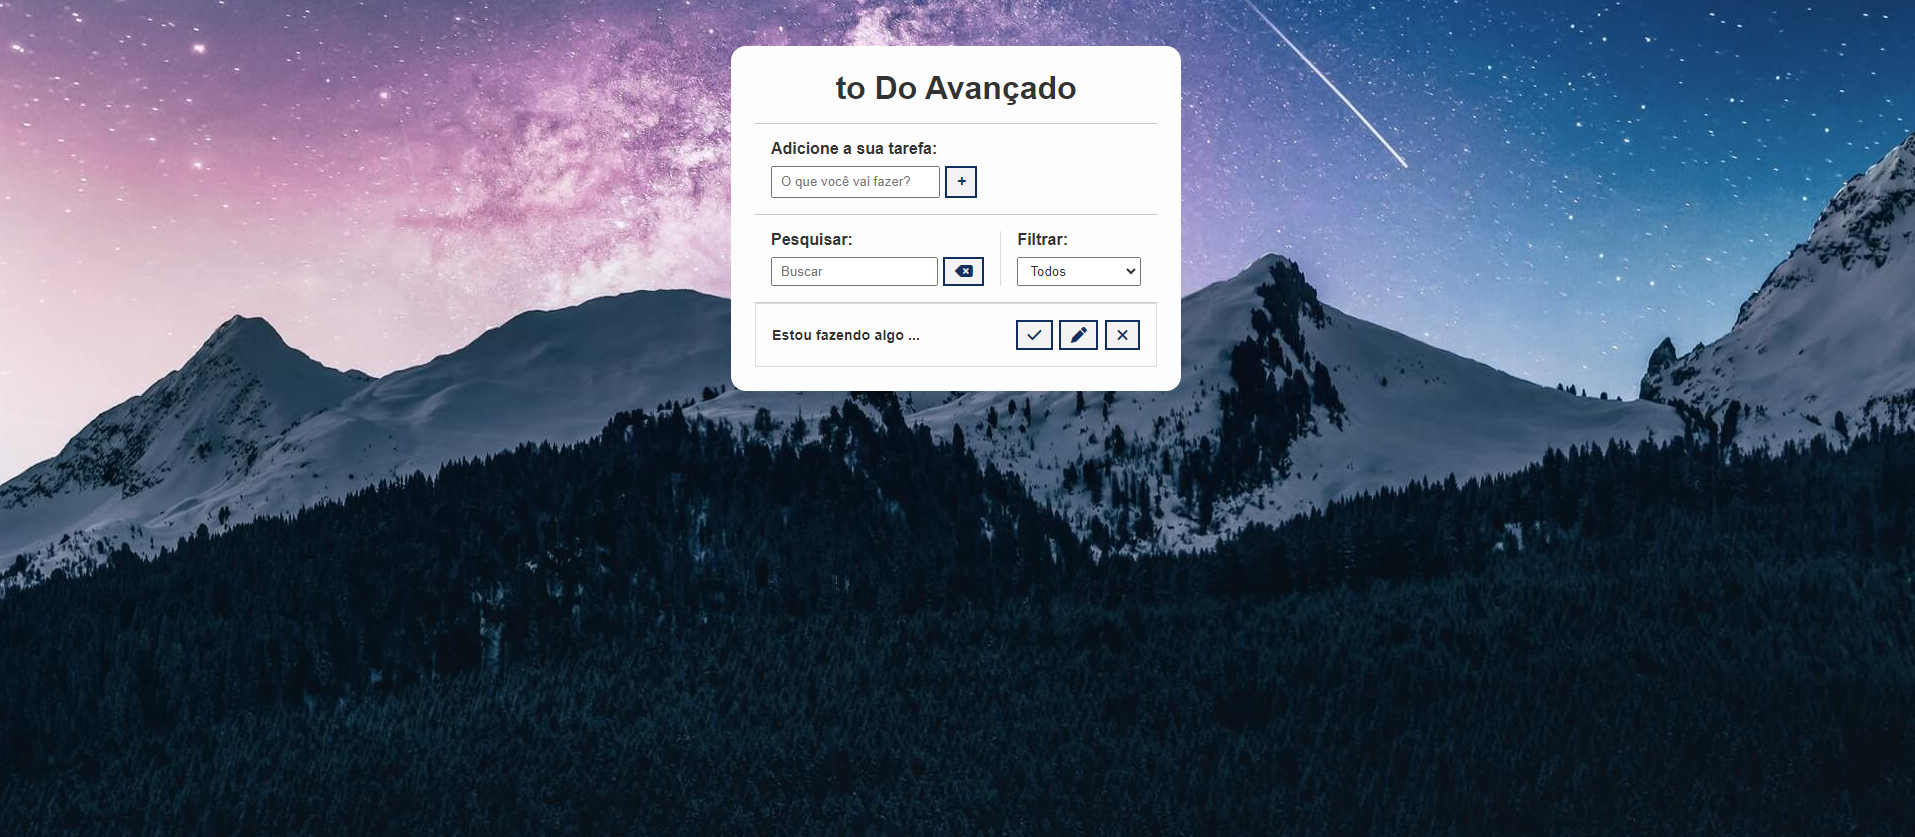 to Do Avançado
Adicione a sua tarefa:
O que você vai fazer?
+
Pesquisar:
Filtrar:
Buscar
Todos
Estou fazendo algo ...